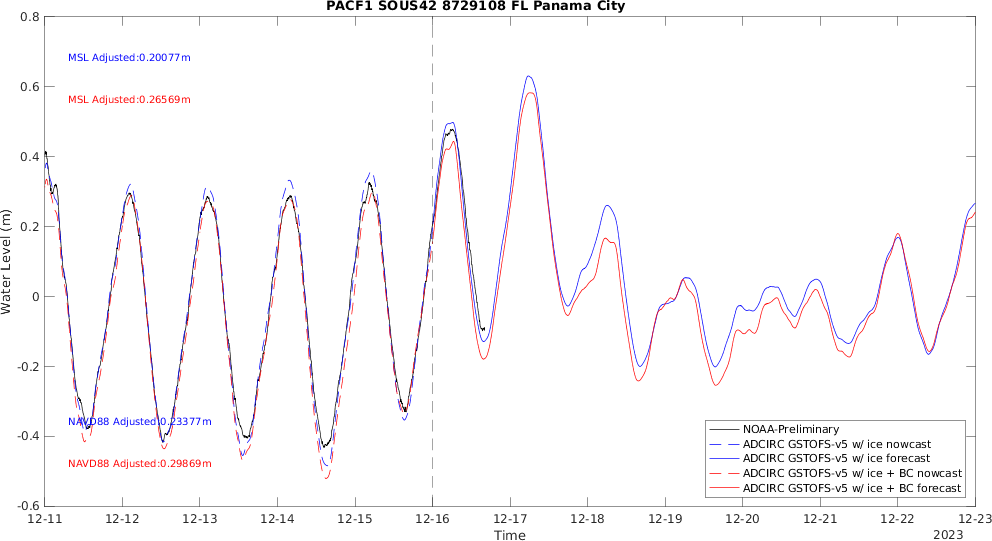 PACF1 SOUS42 8729108 FL Panama City
0.8
0.6
0.4
0.2
0
-0.2
-0.4
-0.6
Water Level (m)
MSL Adjusted:0.20077m
MSL Adjusted:0.26569m
NAVD88 Adjusted:0.23377m
NAVD88 Adjusted:0.29869m
NOAA-Preliminary
ADCIRC GSTOFS-v5 w/ ice nowcast
ADCIRC GSTOFS-v5 w/ ice forecast
ADCIRC GSTOFS-v5 w/ ice + BC nowcast
ADCIRC GSTOFS-v5 w/ ice + BC forecast
12-11 12-12 12-13 12-14 12-15 12-16 12-17 12-18 12-19 12-20 12-21 12-22 12-23
Time
2023